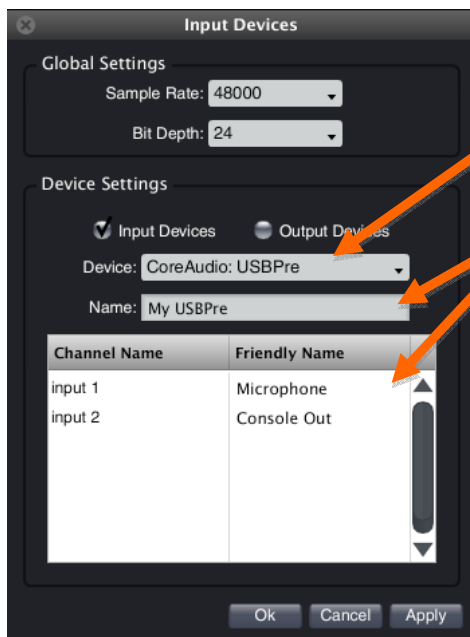 Input Devices
Global Settings
Sample Rate: 48000
Bit Depth: 24
Device Settings
Input Devices Output Devices
Device: CoreAudio: USBPre
Name: My USBPre
Channel Name Friendly Name
input 1 Microphone
input 2 Console Out
Ok Cancel Apply